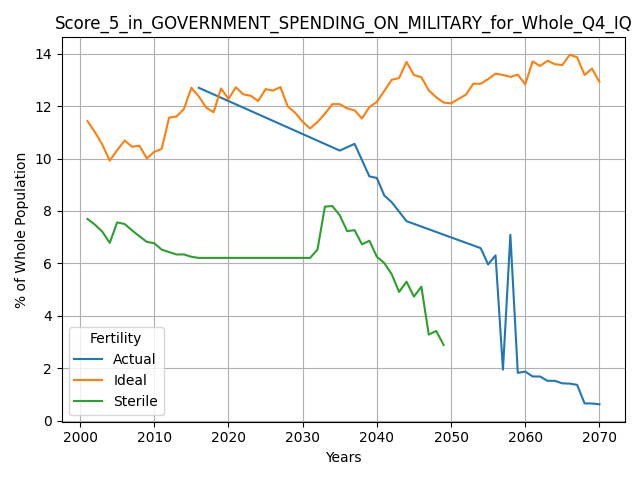 Score_5_in_GOVERNMENT_SPENDING_ON_MILITARY_for_Whole_Q4_IQ
14
12
10
8
6
4
2
0
% of Whole Population
Fertility
Actual
Ideal
Sterile
2000
2010
2020
2030
2040
2050
2060
2070
Years